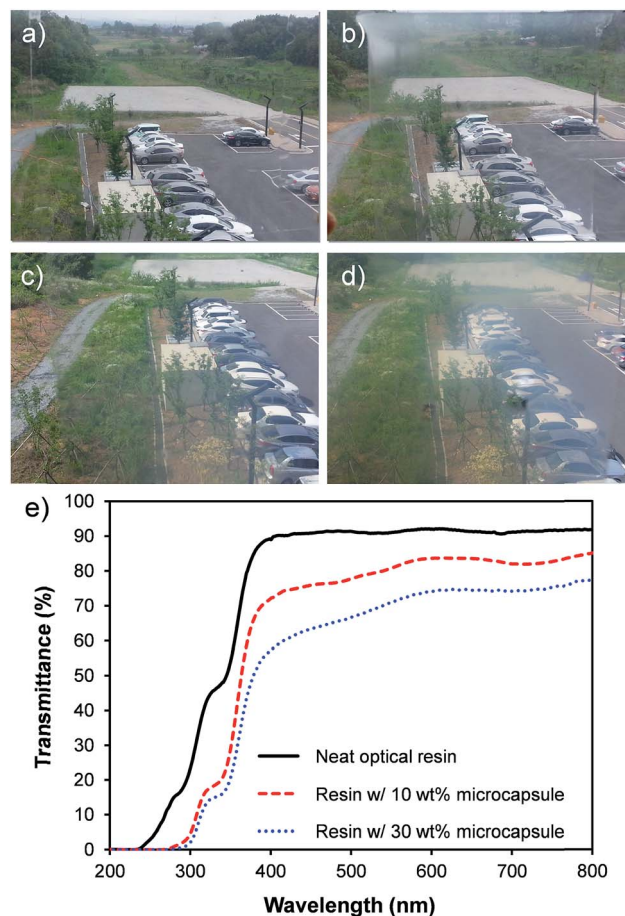 a)
b)
c)
d)
e)
100
90
80
70
60
50
40
30
20
10
0
Transmittance (%)
Neat optical resin
Resin w/ 10 wt% microcapsule
Resin w/ 30 wt% microcapsule
200 300 400 500 600 700 800
Wavelength (nm)